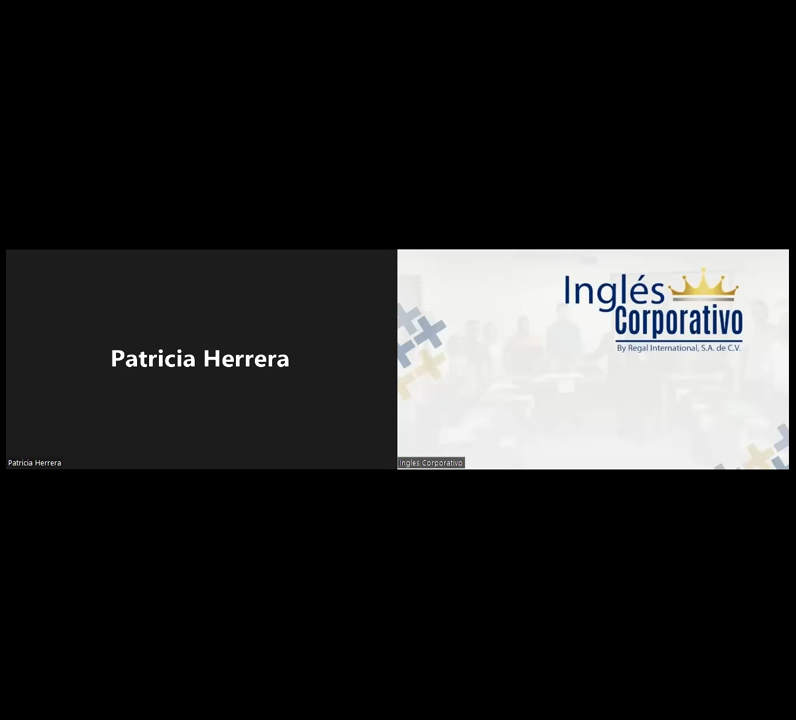 Patricia Herrera
Patricia Herrera
Inglés
Corporativo
By Regal International, S.A. de C.V.
Ingles Corporativo